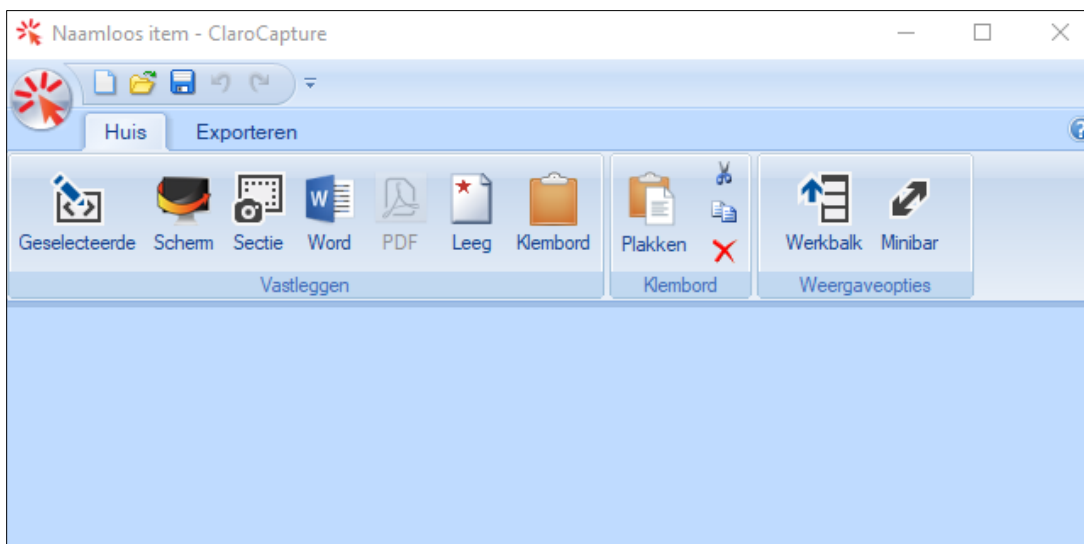 Naamloos item - ClaroCapture
Huis Exporteren
Geselecteerde Scherm Sectie Word PDF Leeg Klembord Plakken Werkbalk Minibar
Vastleggen Klembord Weergaveopties